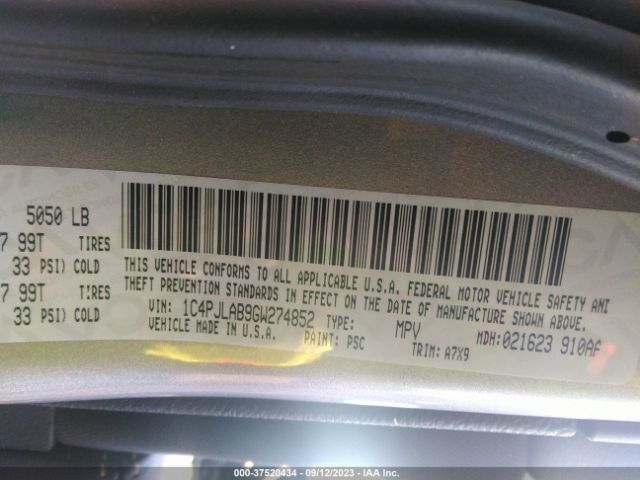 5050 LB
7 99T TIRES
33 PSI) COLD
7 99T TIRES
33 PSI) COLD
THIS VEHICLE CONFORMS TO ALL APPLICABLE U.S.A. FEDERAL MOTOR VEHICLE SAFETY AND
THEFT PREVENTION STANDARDS IN EFFECT ON THE DATE OF MANUFACTURE SHOWN ABOVE.
VIN: 1C4PJLAB9GW274852 TYPE: MPV MDH:021623 910AF
VEHICLE MADE IN U.S.A. PAINT: PSC TRIM: A7X9
000-37520434 - 09/12/2023 - IAA Inc.